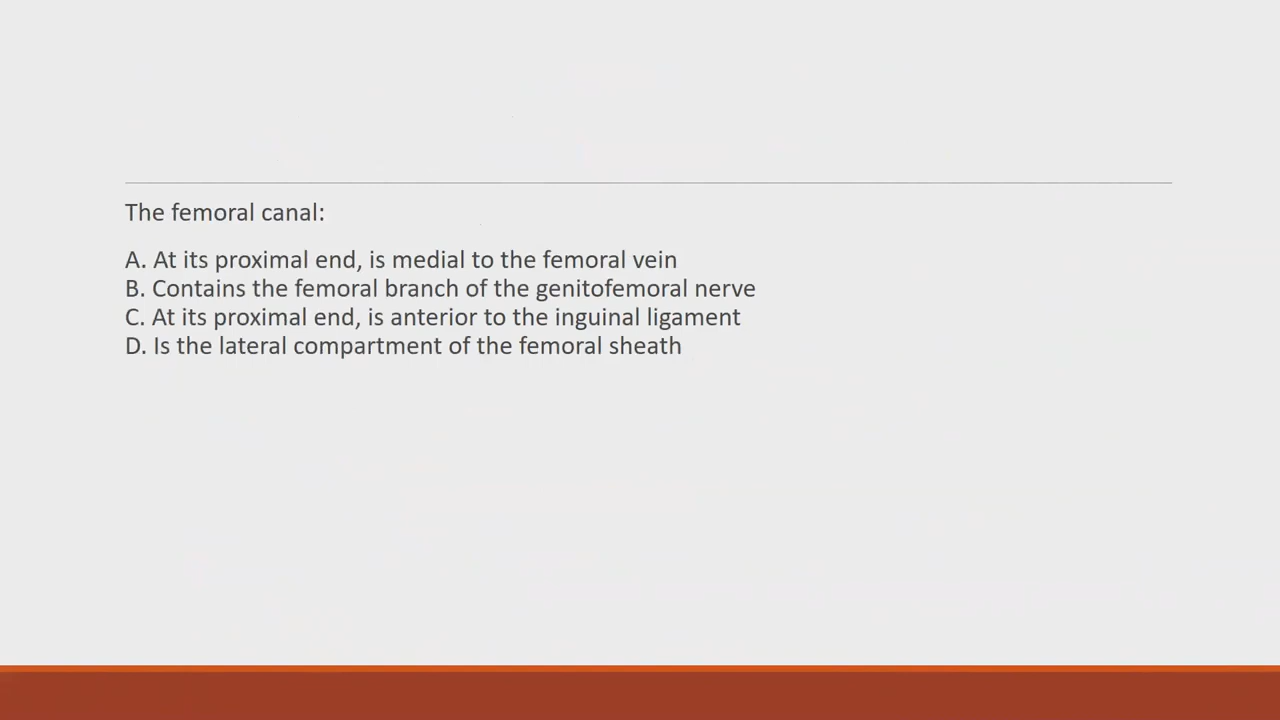 The femoral canal:
A. At its proximal end, is medial to the femoral vein
B. Contains the femoral branch of the genitofemoral nerve
C. At its proximal end, is anterior to the inguinal ligament
D. Is the lateral compartment of the femoral sheath